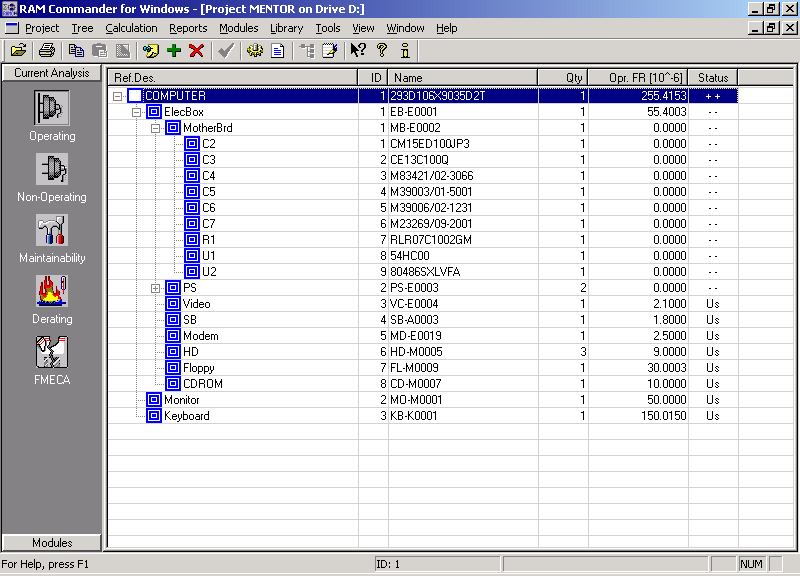 RAM Commander for Windows - [Project MENTOR on Drive D:]
Project Tree Calculation Reports Modules Library Tools View Window Help
Current Analysis
Operating
Non-Operating
Maintainability
Derating
FMECA
Modules
Ref.Des. ID Name Qty Opr. FR [10^-6] Status
COMPUTER 1 293D106X9035D2T 1 255.4153 + +
ElecBox 1 EB-E0001 1 55.4003 - -
MotherBrd 1 MB-E0002 1 0.0000 - -
C2 1 CM15ED100JP3 1 0.0000 - -
C3 2 CE13C100Q 1 0.0000 - -
C4 3 M83421/02-3066 1 0.0000 - -
C5 4 M39003/01-5001 1 0.0000 - -
C6 5 M39006/02-1231 1 0.0000 - -
C7 6 M23269/09-2001 1 0.0000 - -
R1 7 RLR07C1002GM 1 0.0000 - -
U1 8 54HC00 1 0.0000 - -
U2 9 80486SXLVFA 1 0.0000 - -
PS 2 PS-E0003 2 0.0000 - -
Video 3 VC-E0004 1 2.1000 Us
SB 4 SB-A0003 1 1.8000 Us
Modem 5 MD-E0019 1 2.5000 Us
HD 6 HD-M0005 3 9.0000 Us
Floppy 7 FL-M0009 1 30.0003 Us
CDROM 8 CD-M0007 1 10.0000 Us
Monitor 2 MO-M0001 1 50.0000 Us
Keyboard 3 KB-K0001 1 150.0150 Us
For Help, press F1 ID: 1 NUM